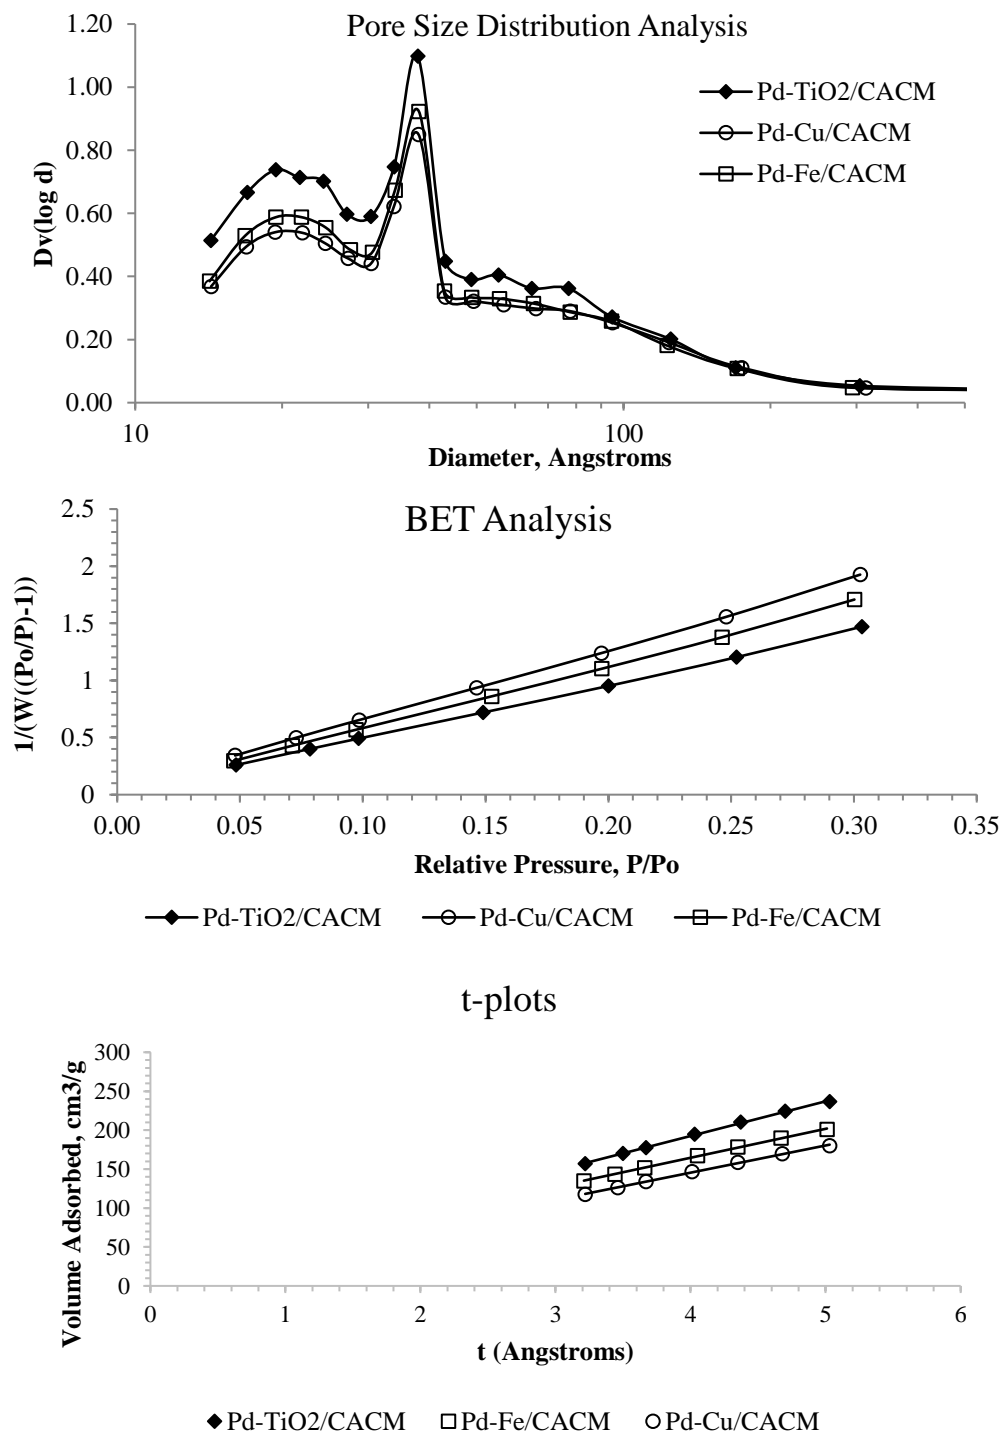 Pore Size Distribution Analysis
1.20
1.00
0.80
0.60
0.40
0.20
0.00
Dv(log d)
Pd-TiO2/CACM
Pd-Cu/CACM
Pd-Fe/CACM
10 100
Diameter, Angstroms
BET Analysis
2.5
2
1.5
1
0.5
0
1/(W((Po/P)-1))
0.00 0.05 0.10 0.15 0.20 0.25 0.30 0.35
Relative Pressure, P/Po
Pd-TiO2/CACM Pd-Cu/CACM Pd-Fe/CACM
t-plots
300
250
200
150
100
50
0
Volume Adsorbed, cm3/g
0 1 2 3 4 5 6
t (Angstroms)
Pd-TiO2/CACM Pd-Fe/CACM Pd-Cu/CACM